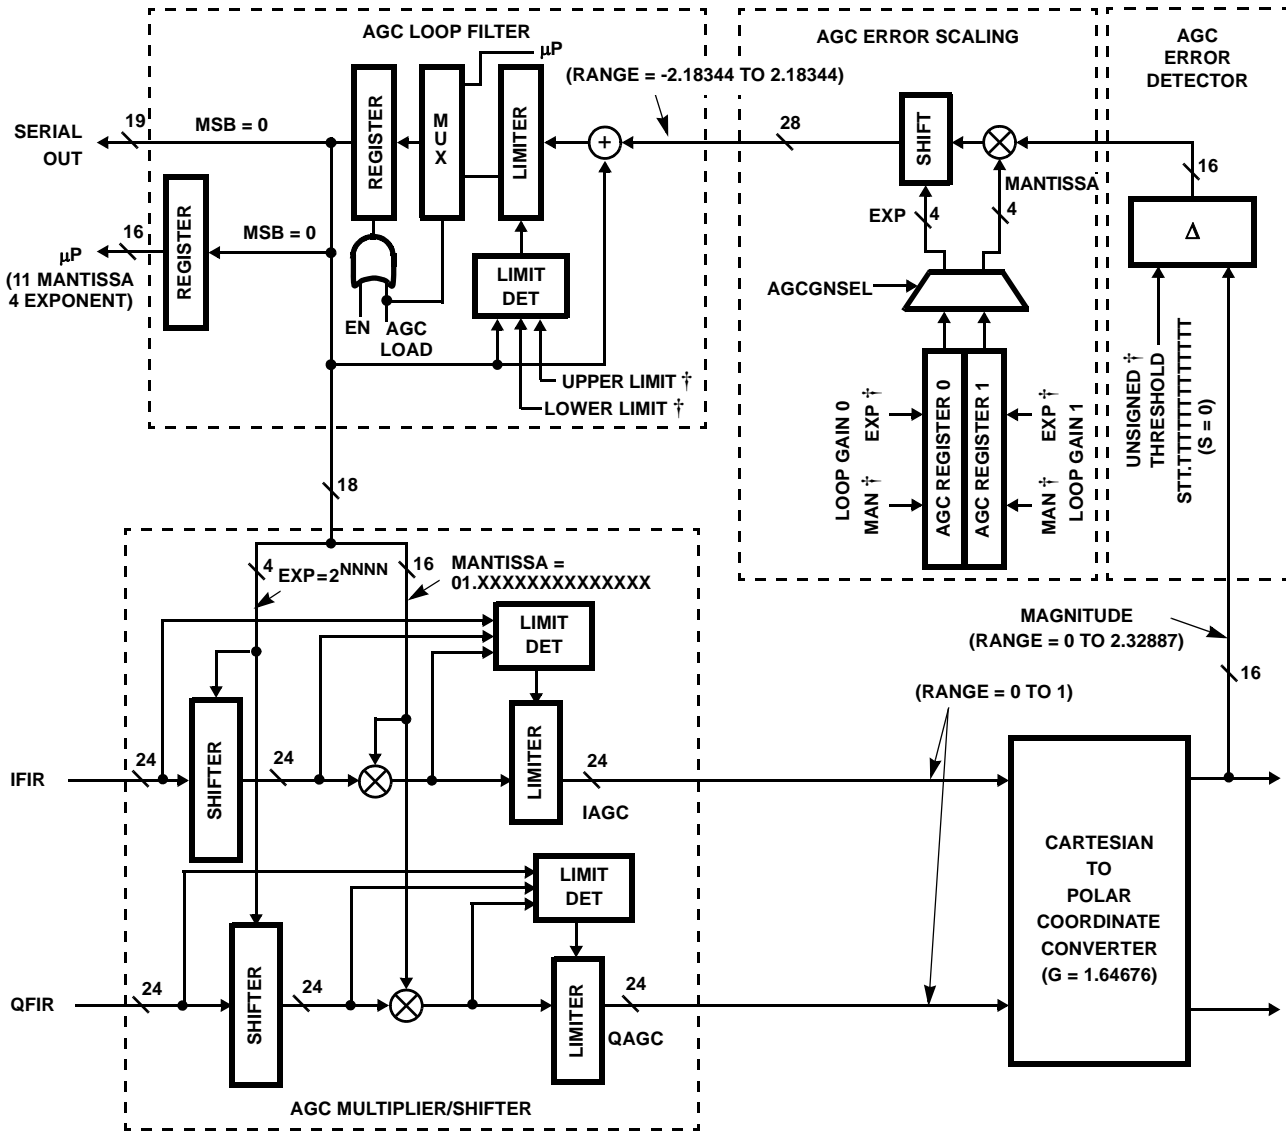 AGC LOOP FILTER
μP
REGISTER
MUX
LIMITER
+
LIMIT
DET
EN
AGC
LOAD
UPPER LIMIT †
LOWER LIMIT †
SERIAL
OUT
19
MSB = 0
μP
(11 MANTISSA
4 EXPONENT)
16
REGISTER
MSB = 0
(RANGE = -2.18344 TO 2.18344)
28
AGC ERROR SCALING
SHIFT
MANTISSA
EXP
4
4
AGCGNSEL
AGC REGISTER 0
AGC REGISTER 1
LOOP GAIN 0
MAN †
EXP †
MAN †
EXP †
LOOP GAIN 1
AGC
ERROR
DETECTOR
16
Δ
UNSIGNED †
THRESHOLD
STT.TTTTTTTTTTTTT
(S = 0)
18
4
EXP=2NNNN
16
MANTISSA =
01.XXXXXXXXXXXXXX
LIMIT
DET
IFIR
24
SHIFTER
24
LIMITER
24
IAGC
LIMIT
DET
QFIR
24
SHIFTER
24
LIMITER
24
QAGC
AGC MULTIPLIER/SHIFTER
MAGNITUDE
(RANGE = 0 TO 2.32887)
16
(RANGE = 0 TO 1)
CARTESIAN
TO
POLAR
COORDINATE
CONVERTER
(G = 1.64676)